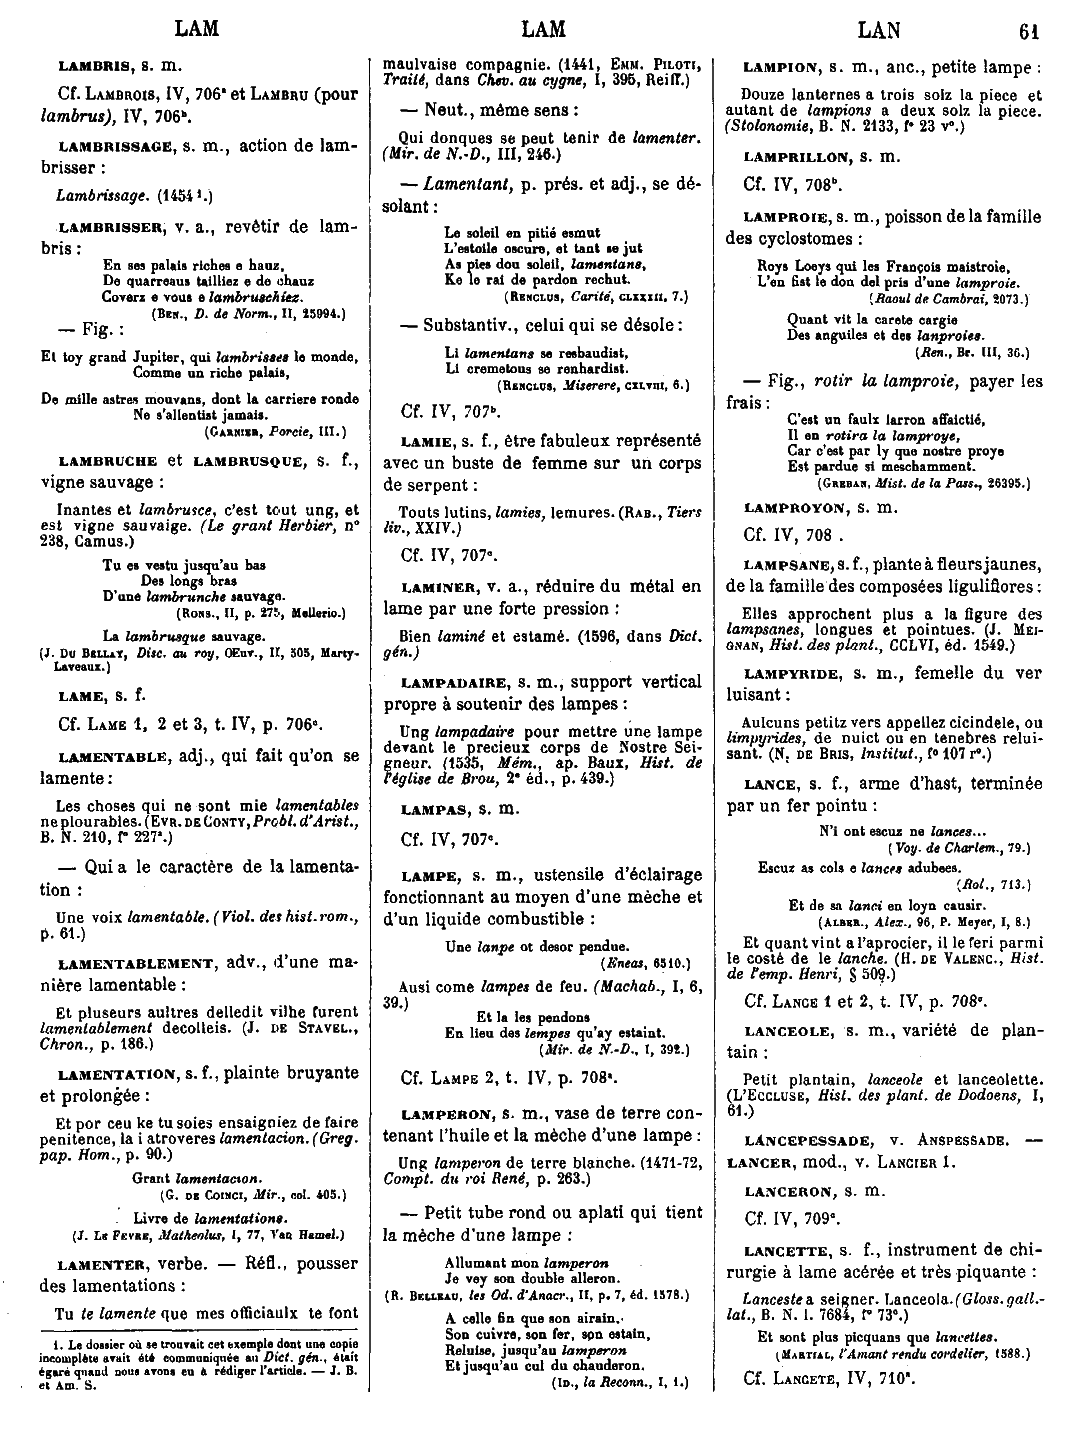 LAM LAM LAN 61
LAMBRIS, s. m.
Cf. LAMBROIS, IV, 706ª et LAMBRU (pour
lambrus), IV, 706ᵇ.
LAMBRISSAGE, s. m., action de lam-
brisser :
Lambrissage. (1454 ¹.)
LAMBRISSER, v. a., revêtir de lam-
bris :
En ses palais riches e hauz,
De quarreaus tailliez e de chauz
Coverz e vous e lambruschiez.
(BEN., D. de Norm., II, 25994.)
— Fig. :
Et toy grand Jupiter, qui lambrisses le monde,
Comme un riche palais,
De mille astres mouvans, dont la carriere ronde
Ne s'allentist jamais.
(GARNIER, Porcie, III.)
LAMBRUCHE et LAMBRUSQUE, s. f.,
vigne sauvage :
Inantes et lambrusce, c'est tout ung, et
est vigne sauvaige. (Le grant Herbier, n°
238, Camus.)
Tu es vestu jusqu'au bas
Des longs bras
D'une lambrunche sauvage.
(RONS., II, p. 275, Mellerio.)
La lambrusque sauvage.
(J. DU BELLAY, Disc. au roy, OEuv., II, 505, Marty-
Laveaux.)
LAME, s. f.
Cf. LAME 1, 2 et 3, t. IV, p. 706ᶜ.
LAMENTABLE, adj., qui fait qu'on se
lamente :
Les choses qui ne sont mie lamentables
ne plourables. (EVR. DE CONTY, Probl. d'Arist.,
B. N. 210, f° 227ª.)
— Qui a le caractère de la lamenta-
tion :
Une voix lamentable. (Viol. des hist. rom.,
p. 61.)
LAMENTABLEMENT, adv., d'une ma-
nière lamentable :
Et pluseurs aultres delledit vilhe furent
lamentablement decolleis. (J. DE STAVEL.,
Chron., p. 186.)
LAMENTATION, s. f., plainte bruyante
et prolongée :
Et por ceu ke tu soies ensaigniez de faire
penitence, la i atroveres lamentacion. (Greg.
pap. Hom., p. 90.)
Grant lamentacion.
(G. DE COINCI, Mir., col. 405.)
Livre de lamentations.
(J. LE FEVRE, Matheolus, I, 77, Van Hamel.)
LAMENTER, verbe. — Réfl., pousser
des lamentations :
Tu te lamente que mes officiaulx te font
1. Le dossier où se trouvait cet exemple dont une copie
incomplète avait été communiquée au Dict. gén., était
égaré quand nous avons eu à rédiger l'article. — J. B.
et Am. S.
maulvaise compagnie. (1441, EMM. PILOTI,
Traité, dans Chev. au cygne, I, 395, Reiff.)
— Neut., même sens :
Qui donques se peut tenir de lamenter.
(Mir. de N.-D., III, 246.)
— Lamentant, p. prés. et adj., se dé-
solant :
Le soleil en pitié esmut
L'estoile oscure, et tant se jut
As pies dou soleil, lamentans,
Ke le rai de pardon rechut.
(RENCLUS, Carité, CLXXIII, 7.)
— Substantiv., celui qui se désole :
Li lamentans se resbaudist,
Li cremetous se renhardist.
(RENCLUS, Miserere, CXLVIII, 6.)
Cf. IV, 707ᵇ.
LAMIE, s. f., être fabuleux représenté
avec un buste de femme sur un corps
de serpent :
Touts lutins, lamies, lemures. (RAB., Tiers
liv., XXIV.)
Cf. IV, 707ᶜ.
LAMINER, v. a., réduire du métal en
lame par une forte pression :
Bien laminé et estamé. (1596, dans Dict.
gén.)
LAMPADAIRE, s. m., support vertical
propre à soutenir des lampes :
Ung lampadaire pour mettre une lampe
devant le precieux corps de Nostre Sei-
gneur. (1535, Mém., ap. Baux, Hist. de
l'église de Brou, 2ᵉ éd., p. 439.)
LAMPAS, s. m.
Cf. IV, 707ᶜ.
LAMPE, s. m., ustensile d'éclairage
fonctionnant au moyen d'une mèche et
d'un liquide combustible :
Une lanpe ot desor pendue.
(Eneas, 6510.)
Ausi come lampes de feu. (Machab., I, 6,
39.)
Et la les pendons
En lieu des lempes qu'ay estaint.
(Mir. de N.-D., I, 392.)
Cf. LAMPE 2, t. IV, p. 708ª.
LAMPERON, s. m., vase de terre con-
tenant l'huile et la mèche d'une lampe :
Ung lamperon de terre blanche. (1471-72,
Compt. du roi René, p. 263.)
— Petit tube rond ou aplati qui tient
la mèche d'une lampe :
Allumant mon lamperon
Je vey son double alleron.
(R. BELLEAU, les Od. d'Anacr., II, p. 7, éd. 1578.)
A celle fin que son airain,
Son cuivre, son fer, son estain,
Reluise, jusqu'au lamperon
Et jusqu'au cul du chauderon.
(ID., la Reconn., I, 1.)
LAMPION, s. m., anc., petite lampe :
Douze lanternes a trois solz la piece et
autant de lampions a deux solz la piece.
(Stolonomie, B. N. 2133, f° 23 v°.)
LAMPRILLON, s. m.
Cf. IV, 708ᵇ.
LAMPROIE, s. m., poisson de la famille
des cyclostomes :
Roys Loeys qui les François maistroie,
L'en fist le don del pris d'une lamproie.
(Raoul de Cambrai, 2073.)
Quant vit la carete cargie
Des anguiles et des lanproies.
(Ren., Br. III, 36.)
— Fig., rotir la lamproie, payer les
frais :
C'est un faulx larron affaictié,
Il en rotira la lamproye,
Car c'est par ly que nostre proye
Est pardue si meschamment.
(GREBAN, Mist. de la Pass., 26395.)
LAMPROYON, s. m.
Cf. IV, 708 .
LAMPSANE, s. f., plante à fleurs jaunes,
de la famille des composées liguliflores :
Elles approchent plus a la figure des
lampsanes, longues et pointues. (J. MEI-
GNAN, Hist. des plant., CCLVI, éd. 1549.)
LAMPYRIDE, s. m., femelle du ver
luisant :
Aulcuns petitz vers appellez cicindele, ou
limpyrides, de nuict ou en tenebres relui-
sant. (N. DE BRIS, Institut., f° 107 r°.)
LANCE, s. f., arme d'hast, terminée
par un fer pointu :
N'i ont escuz ne lances...
(Voy. de Charlem., 79.)
Escuz as cols e lances adubees.
(Rol., 713.)
Et de sa lanci en loyn causir.
(ALBER., Alex., 96, P. Meyer, I, 8.)
Et quant vint a l'aprocier, il le feri parmi
le costé de le lanche. (H. DE VALENC., Hist.
de l'emp. Henri, § 509.)
Cf. LANCE 1 et 2, t. IV, p. 708ᶜ.
LANCEOLE, s. m., variété de plan-
tain :
Petit plantain, lanceole et lanceolette.
(L'ECCLUSE, Hist. des plant. de Dodoens, I,
61.)
LANCEPESSADE, v. ANSPESSADE. —
LANCER, mod., v. LANCIER 1.
LANCERON, s. m.
Cf. IV, 709ᶜ.
LANCETTE, s. f., instrument de chi-
rurgie à lame acérée et très piquante :
Lanceste a seigner. Lanceola. (Gloss. gall.-
lat., B. N. l. 7684, f° 73°.)
Et sont plus picquans que lancettes.
(MARTIAL, l'Amant rendu cordelier, 1588.)
Cf. LANCETE, IV, 710ª.